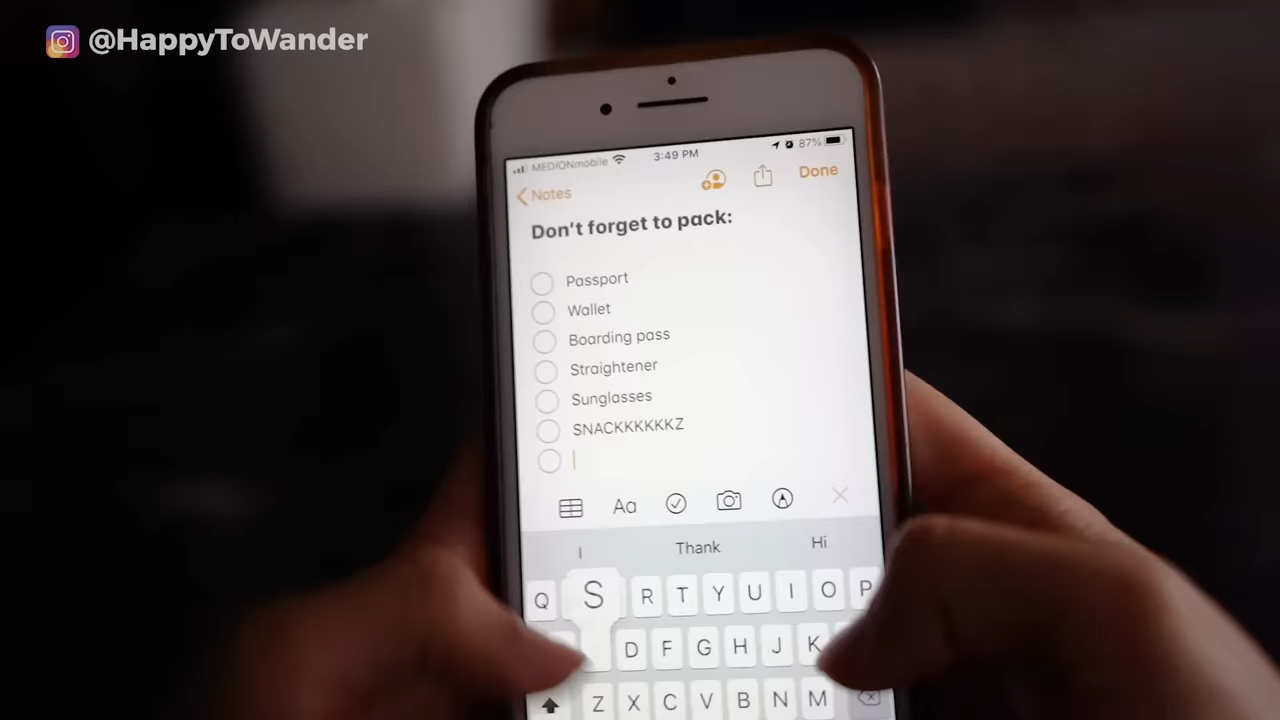 @HappyToWander
MEDIONmobile 3:49 PM 87%
Notes Done
Don't forget to pack:
Passport
Wallet
Boarding pass
Straightener
Sunglasses
SNACKKKKKKZ
Aa
I Thank Hi
Q S R T Y U I O P
D F G H J K
Z X C V B N M